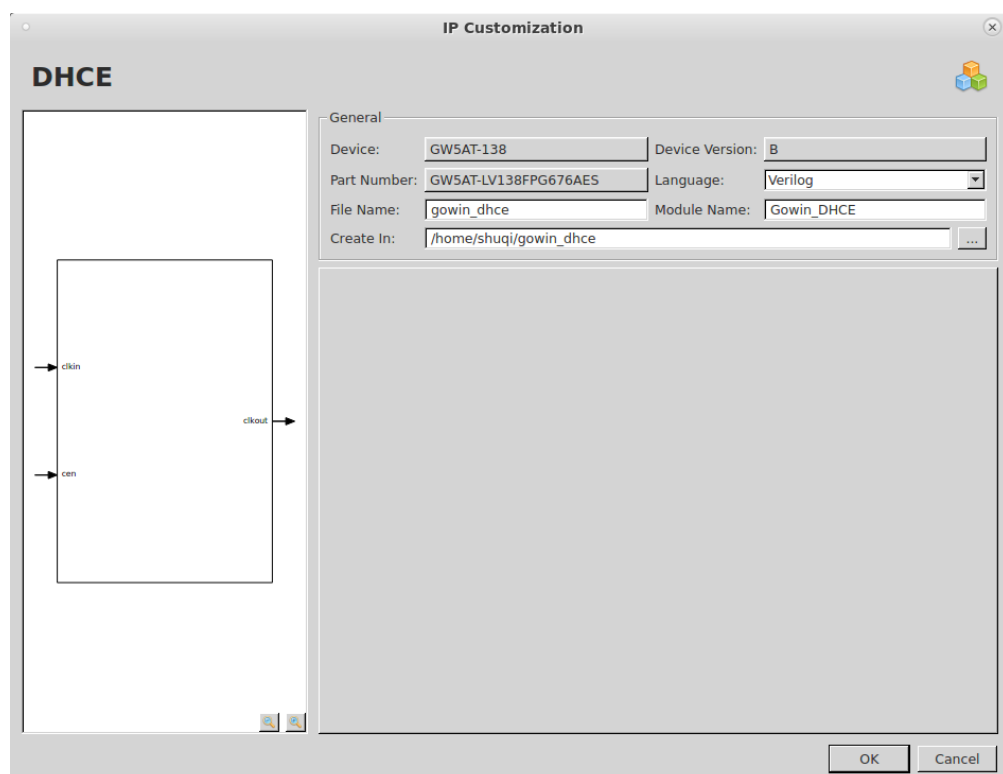 IP Customization
DHCE
General
Device: GW5AT-138 Device Version: B
Part Number: GW5AT-LV138FPG676AES Language: Verilog
File Name: gowin_dhce Module Name: Gowin_DHCE
Create In: /home/shuqi/gowin_dhce ...
clkin
clkout
cen
OK Cancel